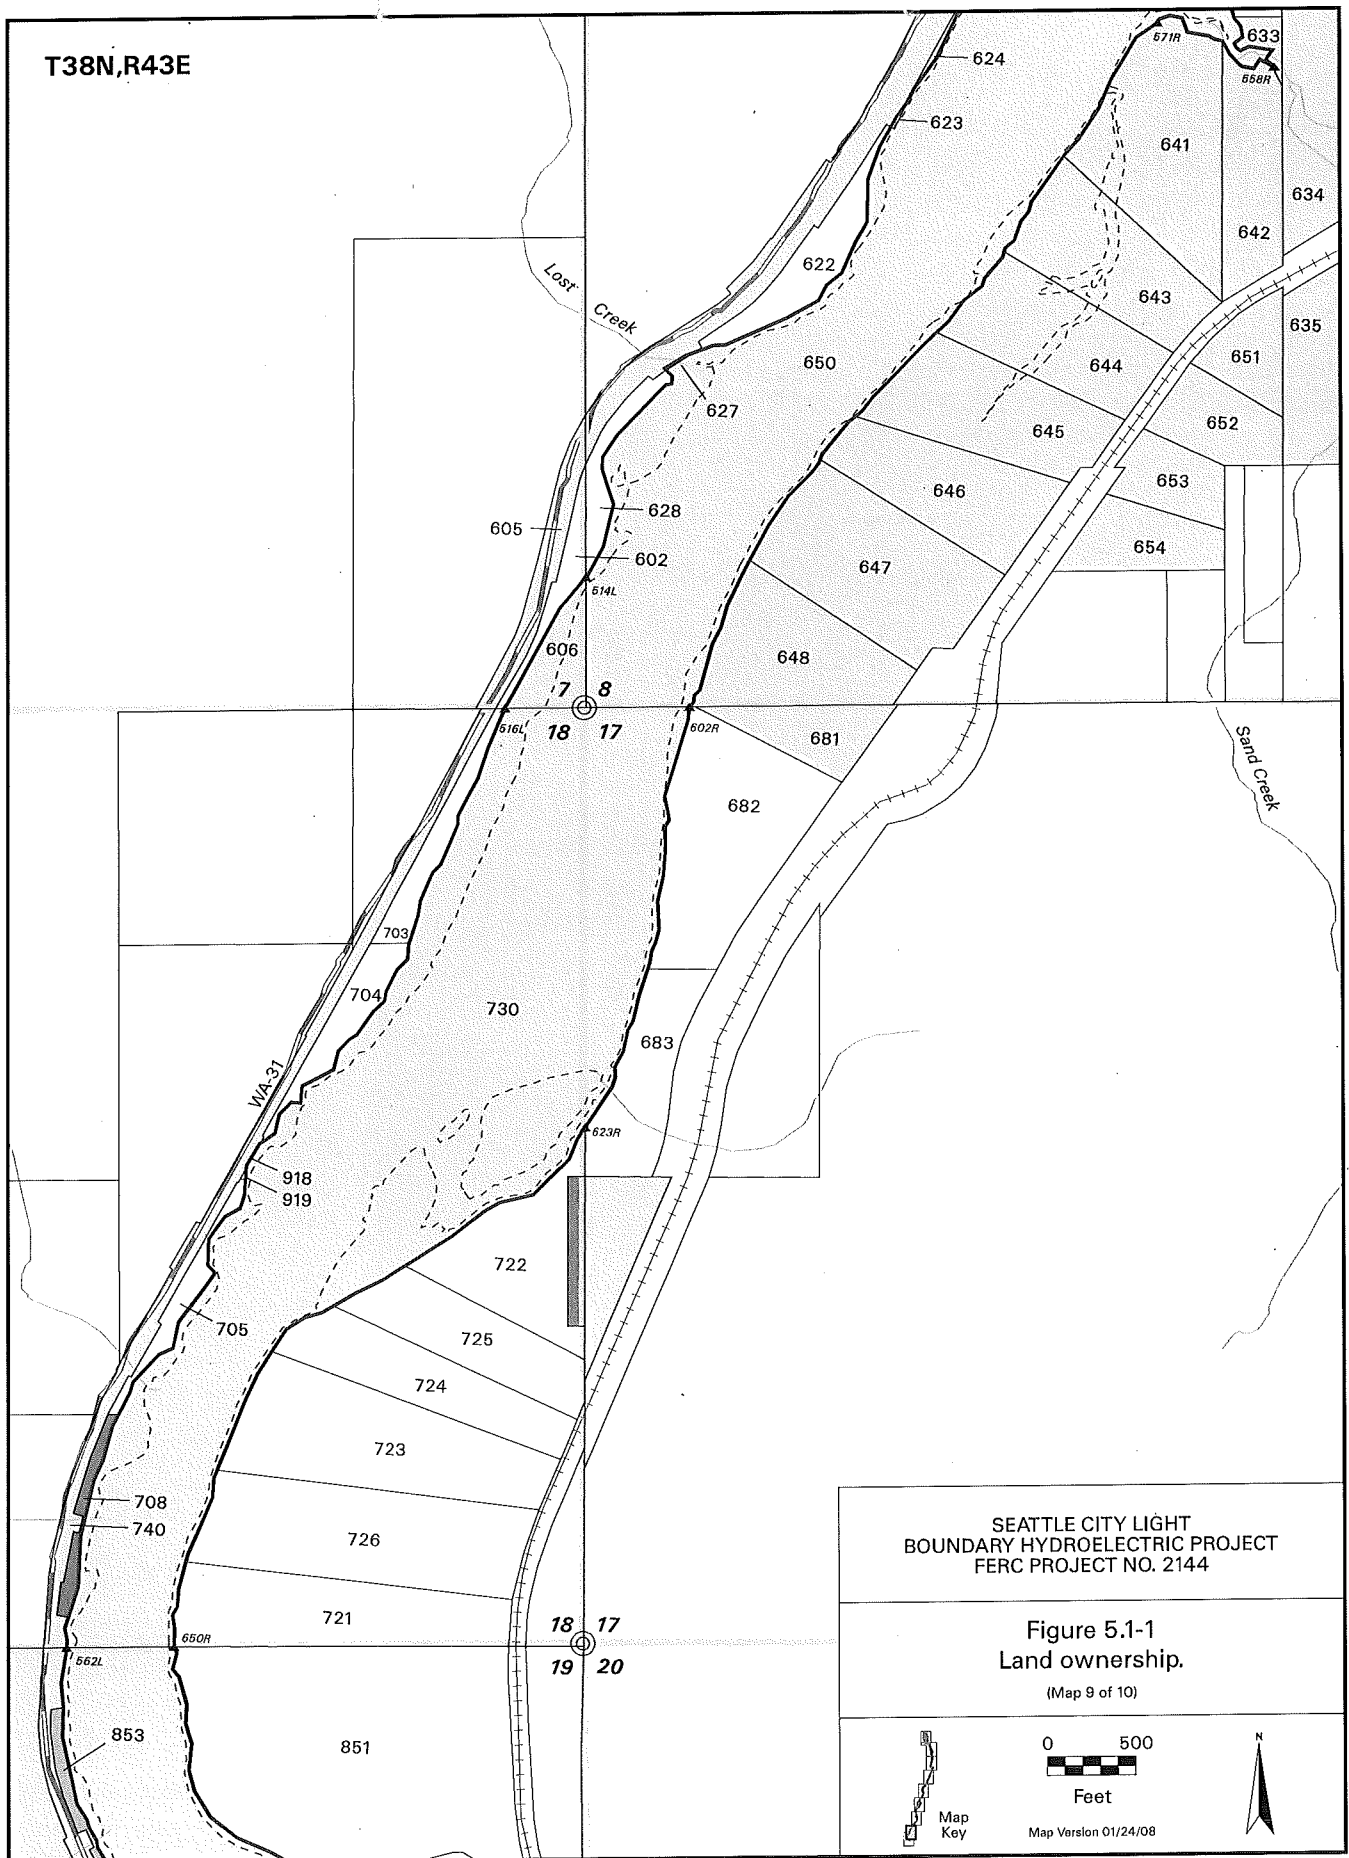 T38N,R43E
571R
633
558R
624
623
641
634
642
622
Lost
Creek
643
635
650
644
651
627
652
645
646
653
628
605
654
602
647
514L
606
648
7 8
18 17
516L
602R
681
Sand Creek
682
703
704
730
683
WA-31
623R
918
919
722
705
725
724
723
708
740
726
721
18 17
19 20
650R
562L
853
851
SEATTLE CITY LIGHT
BOUNDARY HYDROELECTRIC PROJECT
FERC PROJECT NO. 2144
Figure 5.1-1
Land ownership.
(Map 9 of 10)
Map
Key
0 500
Feet
Map Version 01/24/08
N